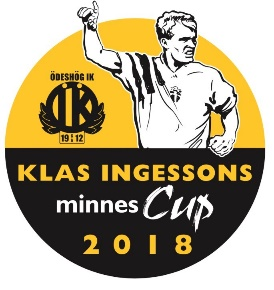 ÖDESHÖG IK
ÖIK
19 12
KLAS INGESSONS
minnes Cup
2018